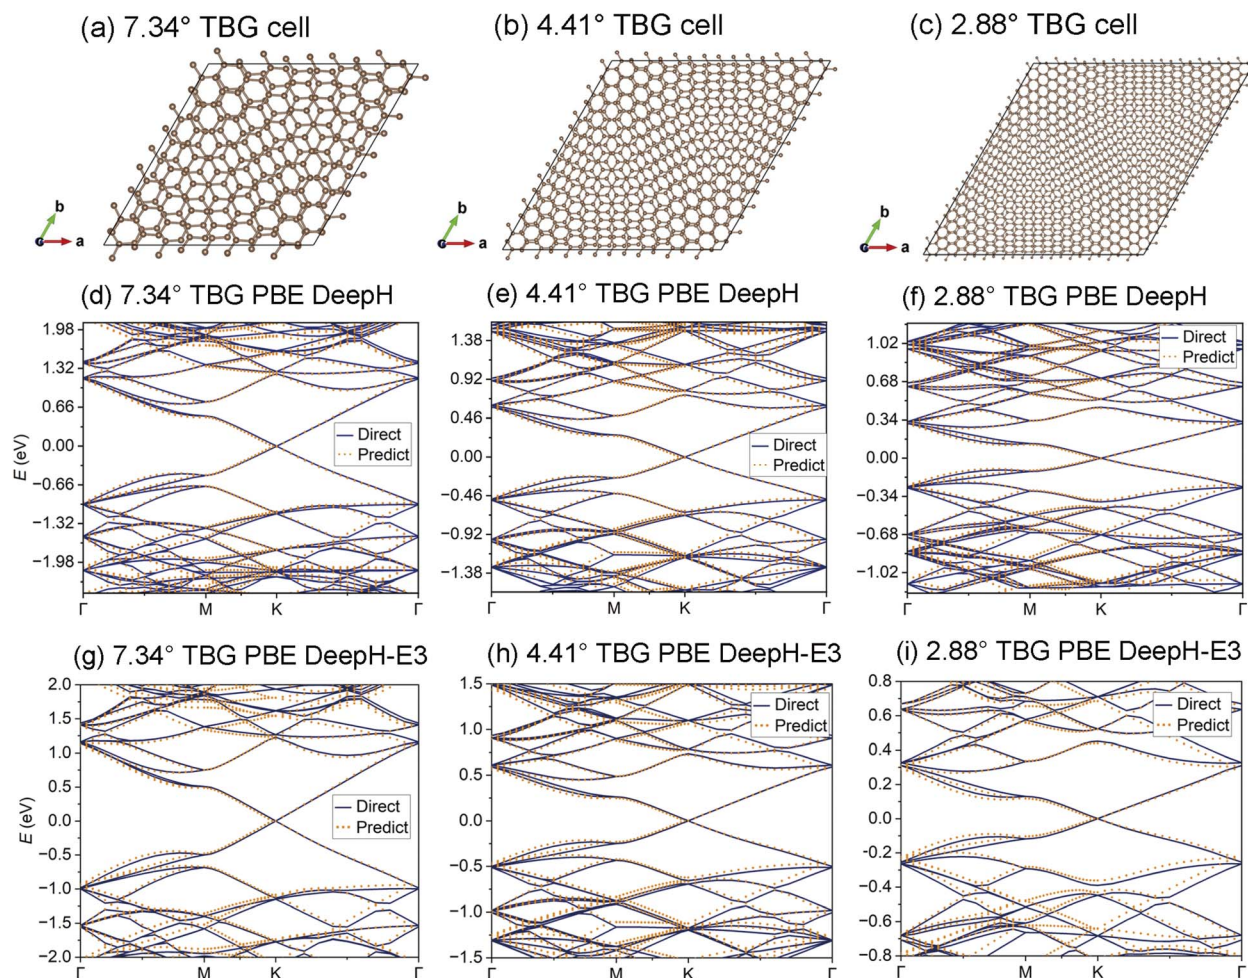 (a) 7.34° TBG cell
(b) 4.41° TBG cell
(c) 2.88° TBG cell
b
a
b
a
b
a
(d) 7.34° TBG PBE DeepH
(e) 4.41° TBG PBE DeepH
(f) 2.88° TBG PBE DeepH
E (eV)
1.98
1.32
0.66
0.00
−0.66
−1.32
−1.98
Direct
Predict
Γ M K Γ
1.38
0.92
0.46
0.00
−0.46
−0.92
−1.38
Direct
Predict
Γ M K Γ
1.02
0.68
0.34
0.00
−0.34
−0.68
−1.02
Direct
Predict
Γ M K Γ
(g) 7.34° TBG PBE DeepH-E3
(h) 4.41° TBG PBE DeepH-E3
(i) 2.88° TBG PBE DeepH-E3
E (eV)
2.0
1.5
1.0
0.5
0.0
−0.5
−1.0
−1.5
−2.0
Direct
Predict
Γ M K Γ
1.5
1.0
0.5
0.0
−0.5
−1.0
−1.5
Direct
Predict
Γ M K Γ
0.8
0.6
0.4
0.2
0.0
−0.2
−0.4
−0.6
−0.8
Direct
Predict
Γ M K Γ